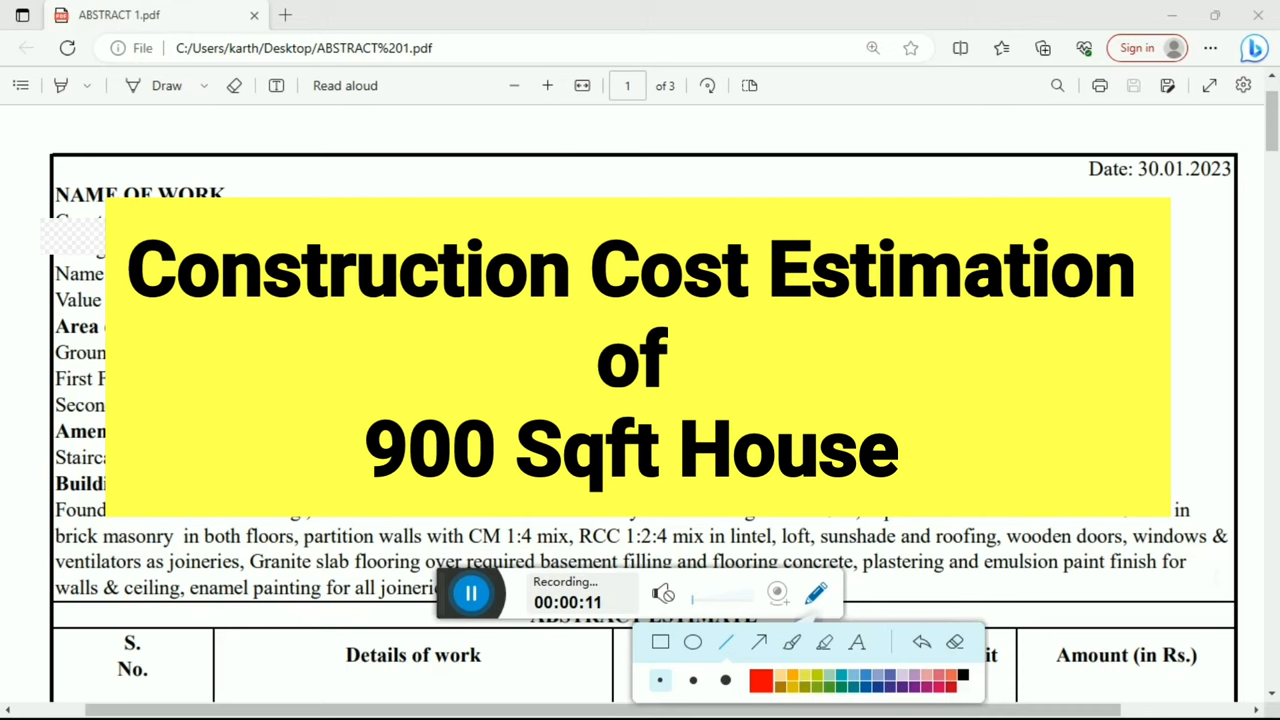 ABSTRACT 1.pdf
File C:/Users/karth/Desktop/ABSTRACT%201.pdf Sign in
Draw Read aloud 1 of 3
Date: 30.01.2023
NAME OF WORK
Name
Value
Area
Groun
First F
Secon
Amen
Stairca
Buildi
Found
Construction Cost Estimation
of
900 Sqft House
in
brick masonry in both floors, partition walls with CM 1:4 mix, RCC 1:2:4 mix in lintel, loft, sunshade and roofing, wooden doors, windows &
ventilators as joineries, Granite slab flooring over required basement filling and flooring concrete, plastering and emulsion paint finish for
walls & ceiling, enamel painting for all joineri
Recording...
00:00:11
ABSTRACT ESTIMATE
S.
No.
Details of work
it
Amount (in Rs.)